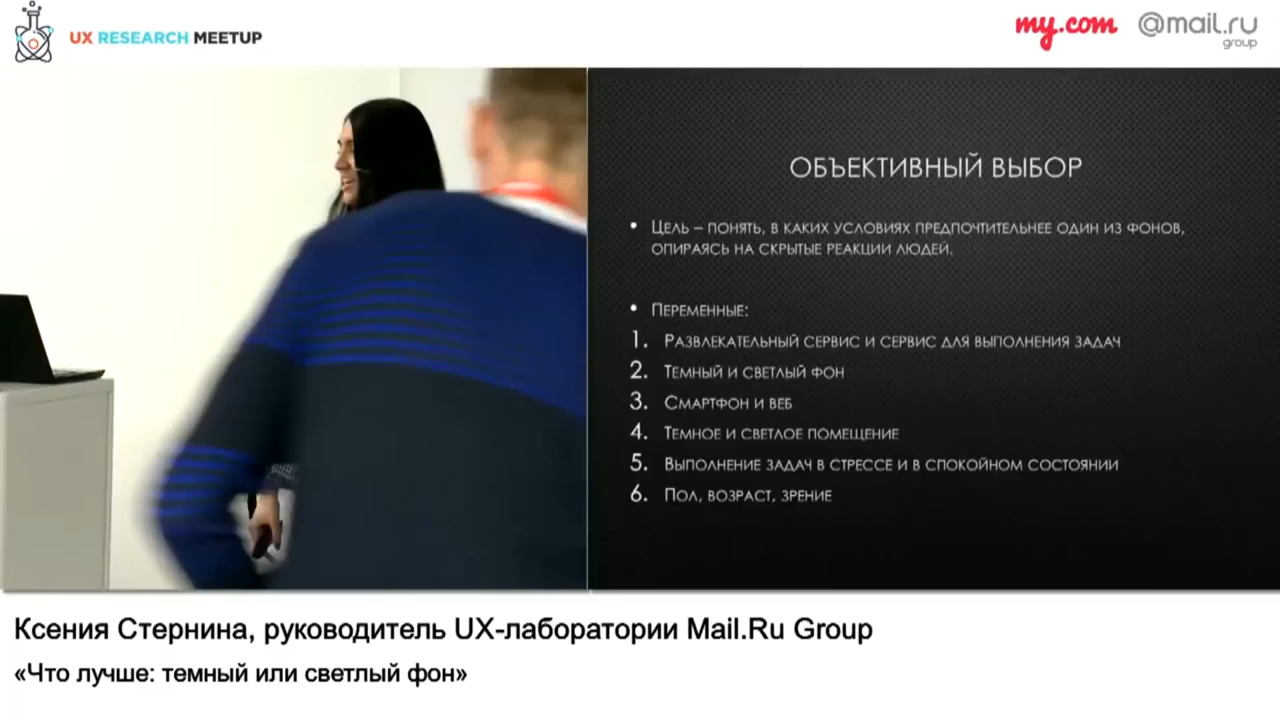 UX RESEARCH MEETUP
my.com @mail.ru
group
ОБЪЕКТИВНЫЙ ВЫБОР
• Цель – понять, в каких условиях предпочтительнее один из фонов,
опираясь на скрытые реакции людей.
• Переменные:
1. Развлекательный сервис и сервис для выполнения задач
2. Темный и светлый фон
3. Смартфон и веб
4. Темное и светлое помещение
5. Выполнение задач в стрессе и в спокойном состоянии
6. Пол, возраст, зрение
Ксения Стернина, руководитель UX-лаборатории Mail.Ru Group
«Что лучше: темный или светлый фон»